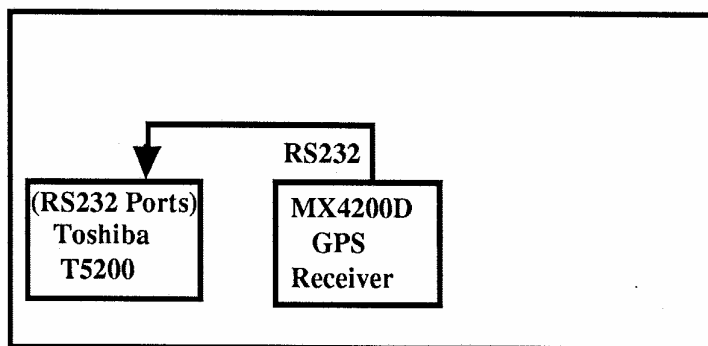 RS232
(RS232 Ports)
Toshiba
T5200
MX4200D
GPS
Receiver